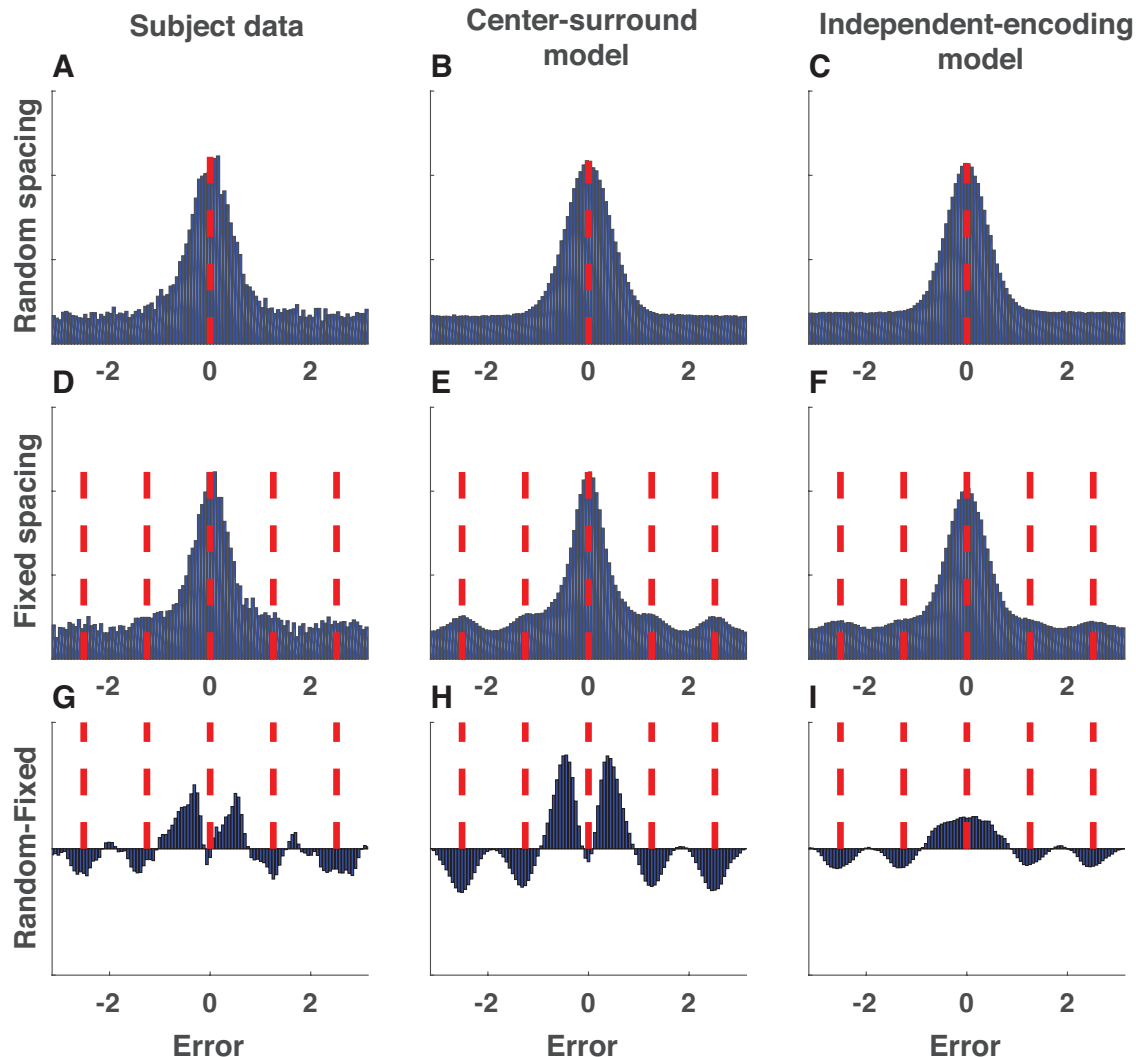 Subject data
Center-surround
model
Independent-encoding
model
A
B
C
Random spacing
-2 0 2
-2 0 2
-2 0 2
D
E
F
Fixed spacing
-2 0 2
-2 0 2
-2 0 2
G
H
I
Random-Fixed
-2 0 2
-2 0 2
-2 0 2
Error
Error
Error